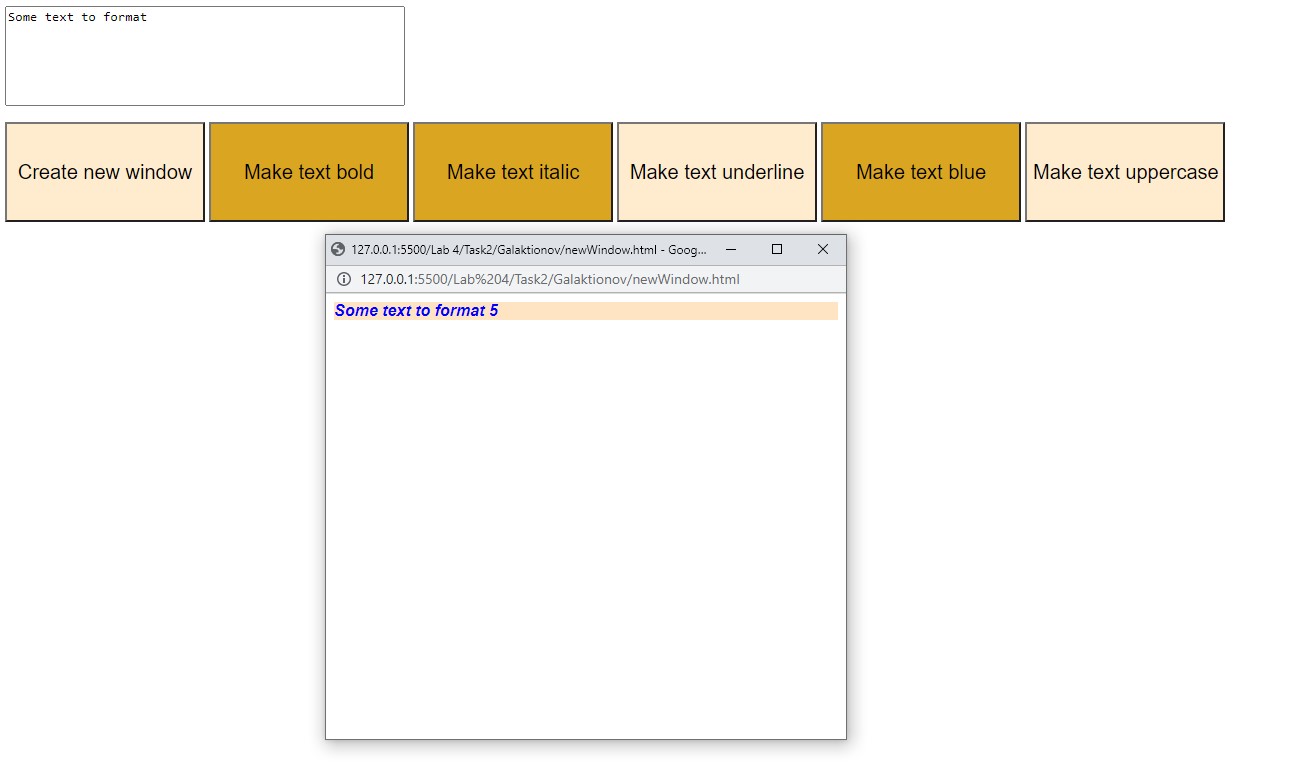 Some text to format
Create new window
Make text bold
Make text italic
Make text underline
Make text blue
Make text uppercase
127.0.0.1:5500/Lab 4/Task2/Galaktionov/newWindow.html - Goog...
127.0.0.1:5500/Lab%204/Task2/Galaktionov/newWindow.html
Some text to format 5